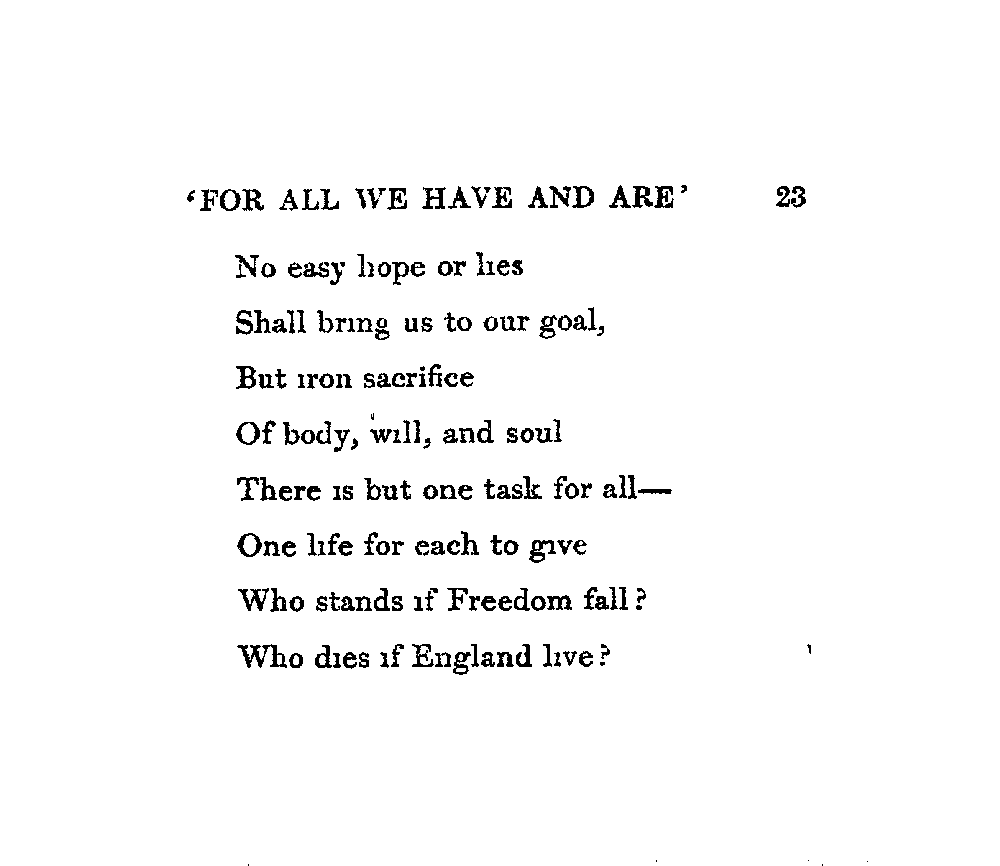 ‘FOR ALL WE HAVE AND ARE’ 23
No easy hope or lies
Shall bring us to our goal,
But iron sacrifice
Of body, will, and soul
There is but one task for all—
One life for each to give
Who stands if Freedom fall?
Who dies if England live?